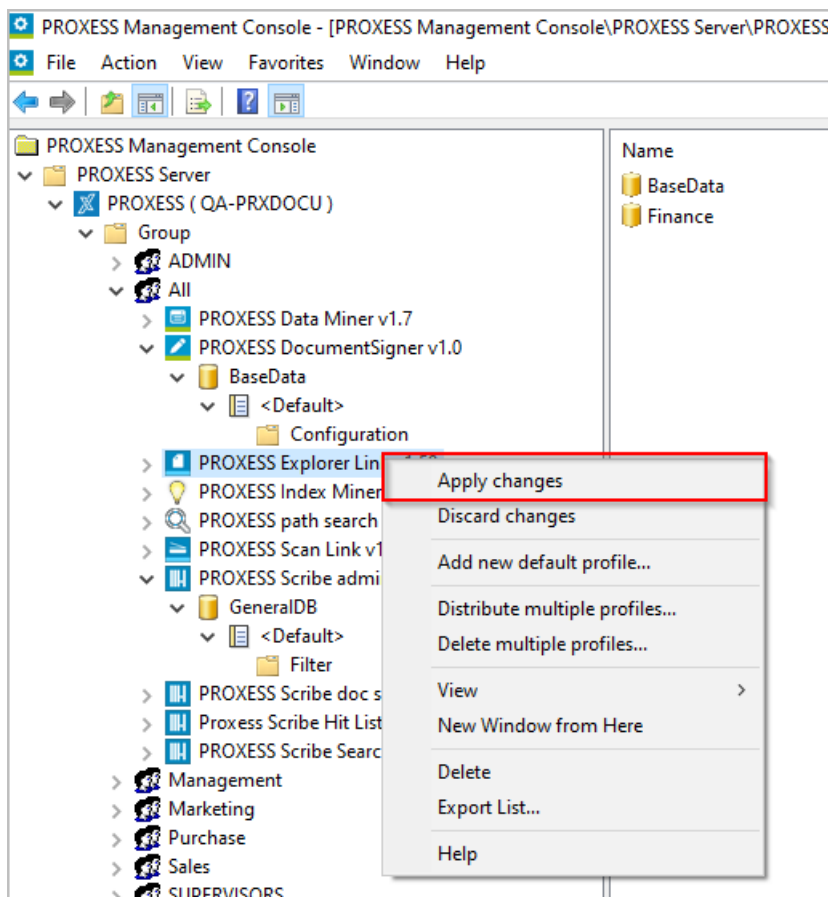 PROXESS Management Console - [PROXESS Management Console\PROXESS Server\PROXESS
File Action View Favorites Window Help
PROXESS Management Console
PROXESS Server
PROXESS ( QA-PRXDOCU )
Group
ADMIN
All
PROXESS Data Miner v1.7
PROXESS DocumentSigner v1.0
BaseData
<Default>
Configuration
PROXESS Explorer Lin
PROXESS Index Miner
PROXESS path search
PROXESS Scan Link v1
PROXESS Scribe admi
GeneralDB
<Default>
Filter
PROXESS Scribe doc s
Proxess Scribe Hit List
PROXESS Scribe Searc
Management
Marketing
Purchase
Sales
SUPERVISORS
Name
BaseData
Finance
Apply changes
Discard changes
Add new default profile...
Distribute multiple profiles...
Delete multiple profiles...
View
New Window from Here
Delete
Export List...
Help